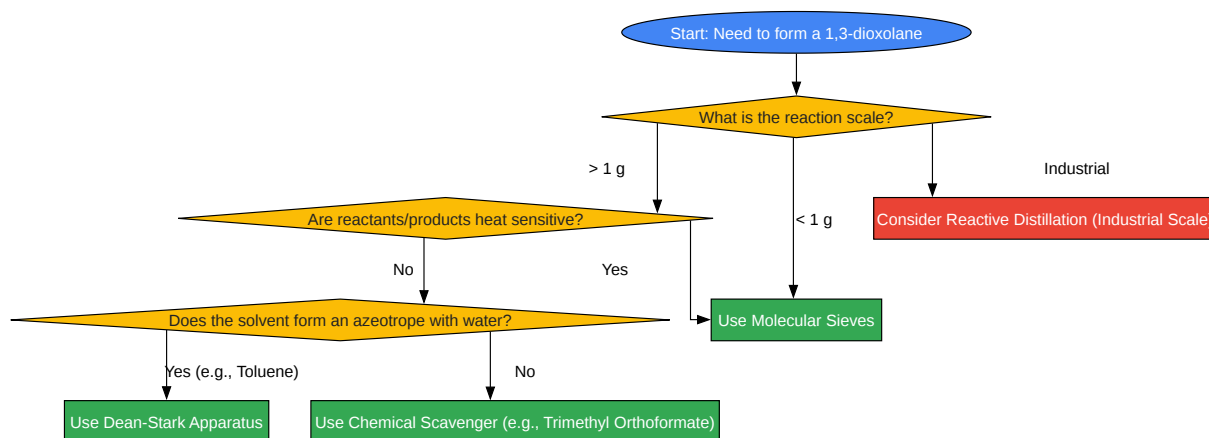 Start: Need to form a 1,3-dioxolane
What is the reaction scale?
> 1 g
Industrial
Are reactants/products heat sensitive?
< 1 g
Consider Reactive Distillation (Industrial Scale)
No
Yes
Does the solvent form an azeotrope with water?
Use Molecular Sieves
Yes (e.g., Toluene)
No
Use Dean-Stark Apparatus
Use Chemical Scavenger (e.g., Trimethyl Orthoformate)